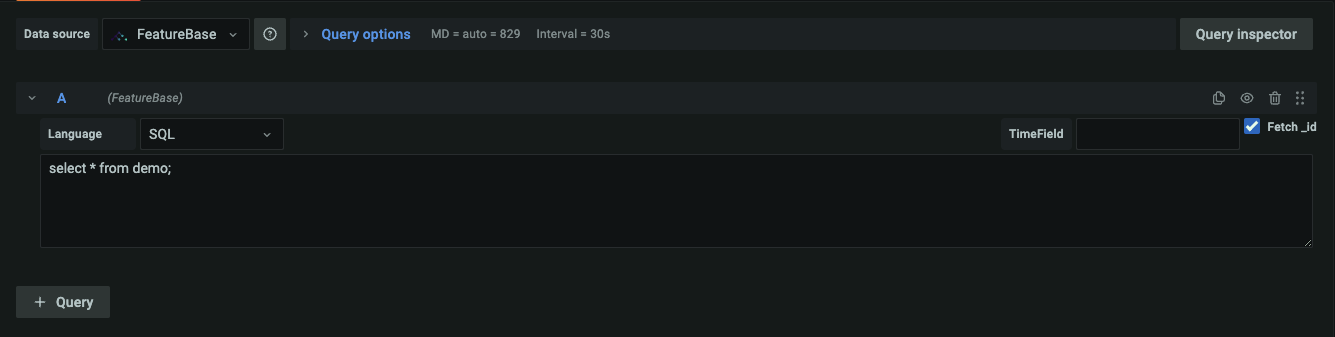 Data source FeatureBase Query options MD = auto = 829 Interval = 30s Query inspector
A (FeatureBase)
Language SQL TimeField Fetch _id
select * from demo;
+ Query